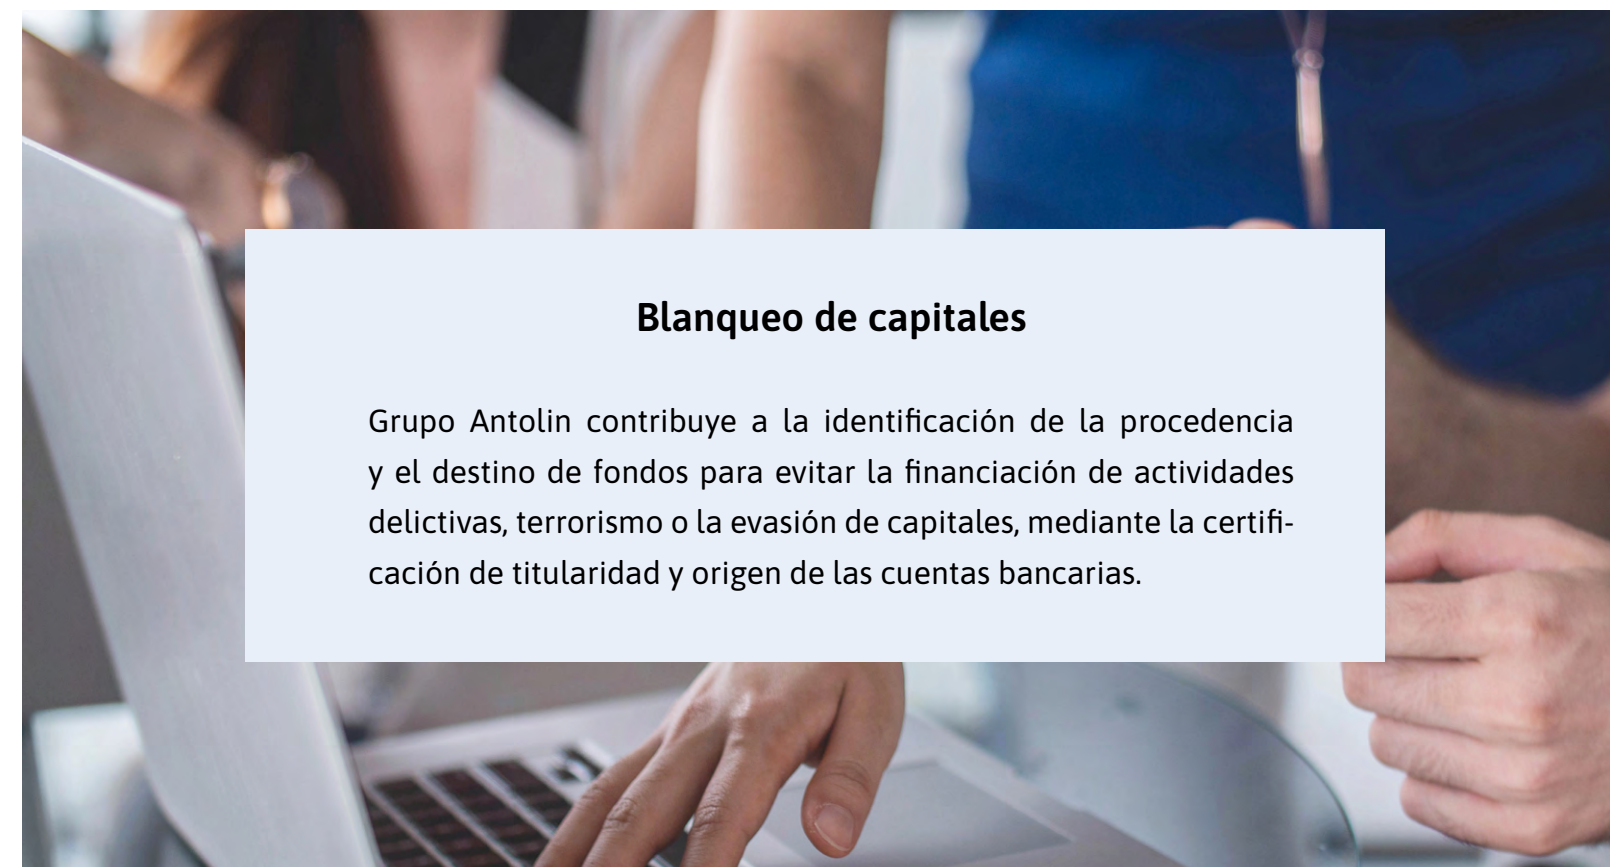 Blanqueo de capitales
Grupo Antolin contribuye a la identificación de la procedencia
y el destino de fondos para evitar la financiación de actividades
delictivas, terrorismo o la evasión de capitales, mediante la certifi-
cación de titularidad y origen de las cuentas bancarias.